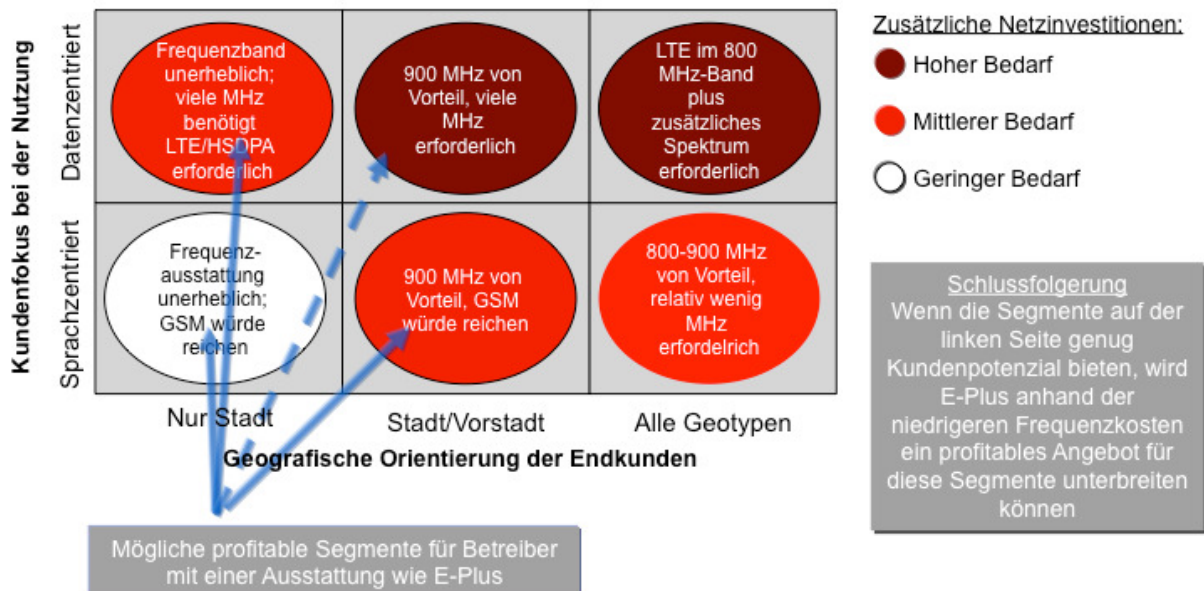 Kundenfokus bei der Nutzung
Datenzentriert
Sprachzentriert
Frequenzband
unerheblich;
viele MHz
benötigt
LTE/HSDPA
erforderlich
900 MHz von
Vorteil, viele
MHz
erforderlich
LTE im 800
MHz-Band
plus
zusätzliches
Spektrum
erforderlich
Frequenz-
ausstattung
unerheblich;
GSM würde
reichen
900 MHz von
Vorteil, GSM
würde reichen
800-900 MHz
von Vorteil,
relativ wenig
MHz
erfordelrich
Nur Stadt
Stadt/Vorstadt
Alle Geotypen
Geografische Orientierung der Endkunden
Mögliche profitable Segmente für Betreiber
mit einer Ausstattung wie E-Plus
Zusätzliche Netzinvestitionen:
Hoher Bedarf
Mittlerer Bedarf
Geringer Bedarf
Schlussfolgerung
Wenn die Segmente auf der
linken Seite genug
Kundenpotenzial bieten, wird
E-Plus anhand der
niedrigeren Frequenzkosten
ein profitables Angebot für
diese Segmente unterbreiten
können